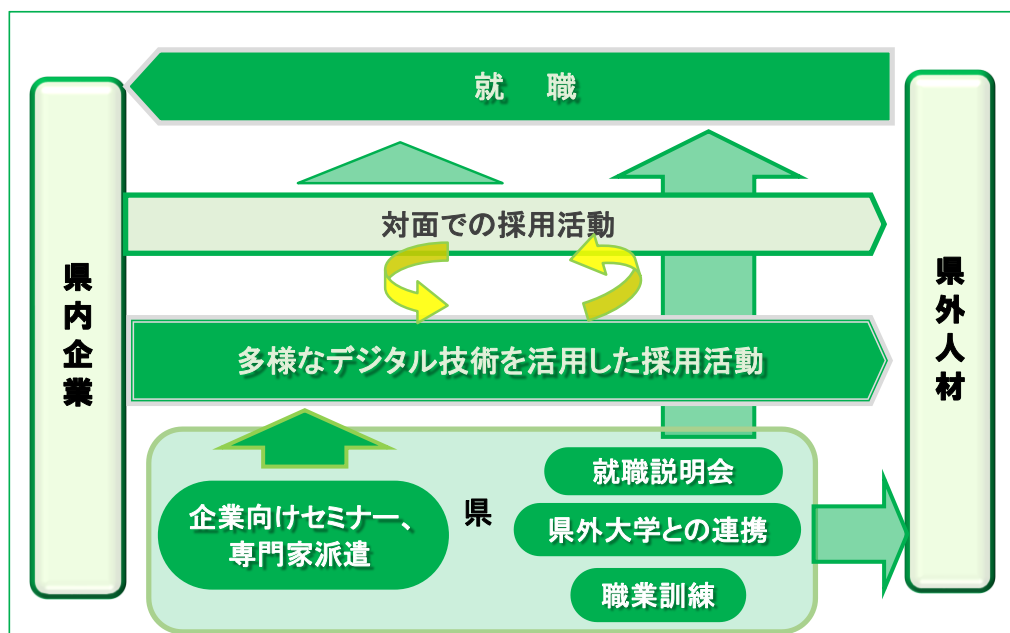 就 職
県内企業
県外人材
対面での採用活動
多様なデジタル技術を活用した採用活動
企業向けセミナー、
専門家派遣
県
就職説明会
県外大学との連携
職業訓練